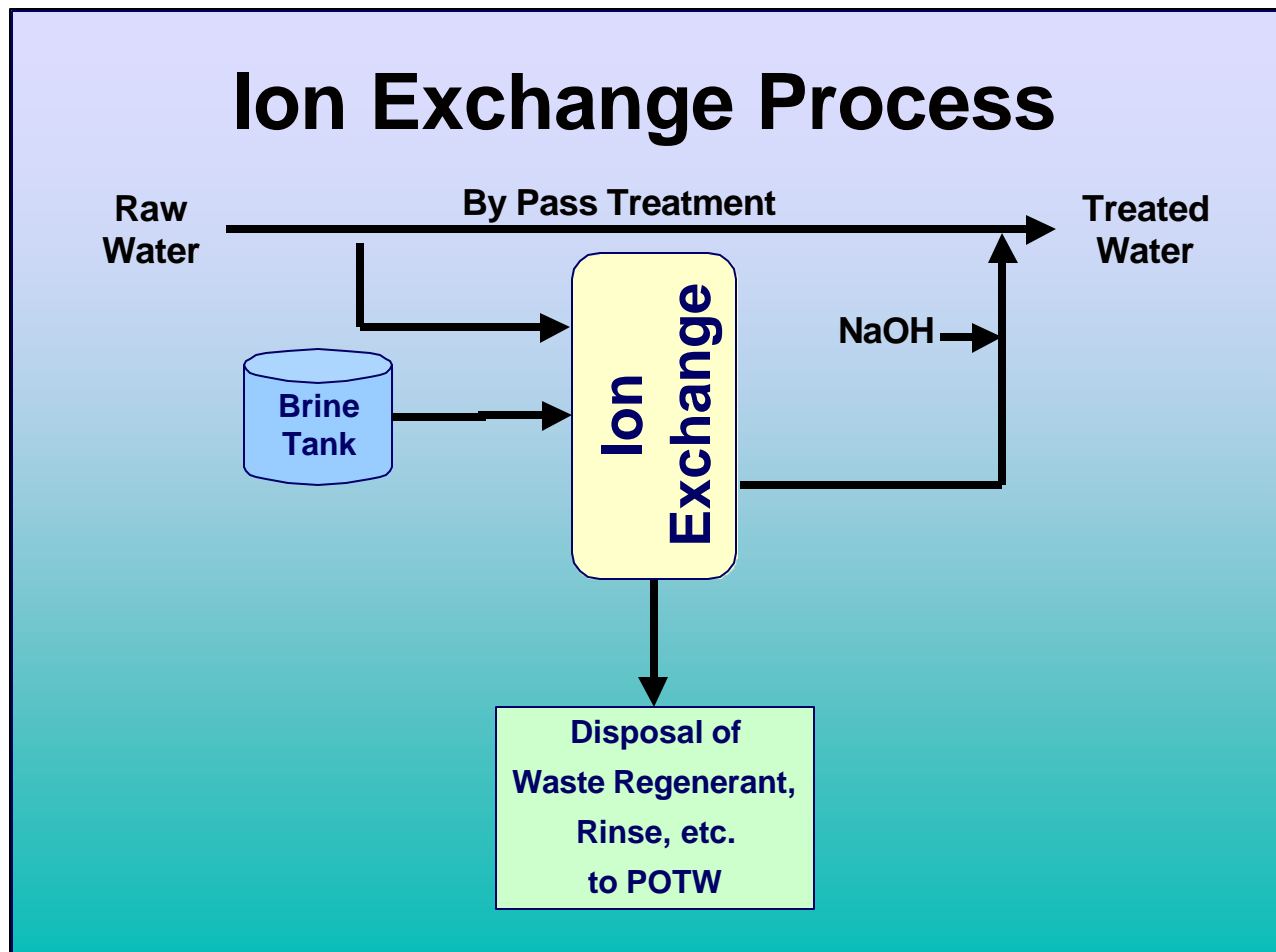 Ion Exchange Process
By Pass Treatment
Raw
Water
Treated
Water
NaOH
Brine
Tank
Ion
Exchange
Disposal of
Waste Regenerant,
Rinse, etc.
to POTW